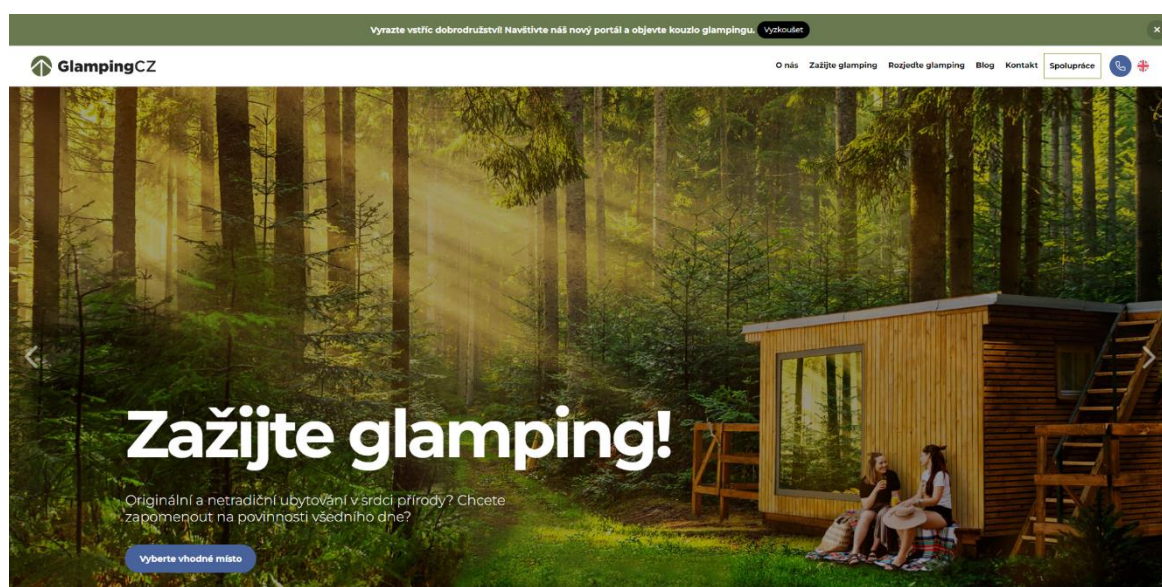 Vyrazte vstříc dobrodružství! Navštivte náš nový portál a objevte kouzlo glampingu. Vyzkoušet
GlampingCZ
O nás Zažijte glamping Rozjeďte glamping Blog Kontakt Spolupráce
Zažijte glamping!
Originální a netradiční ubytování v srdci přírody? Chcete
zapomenout na povinnosti všedního dne?
Vyberte vhodné místo